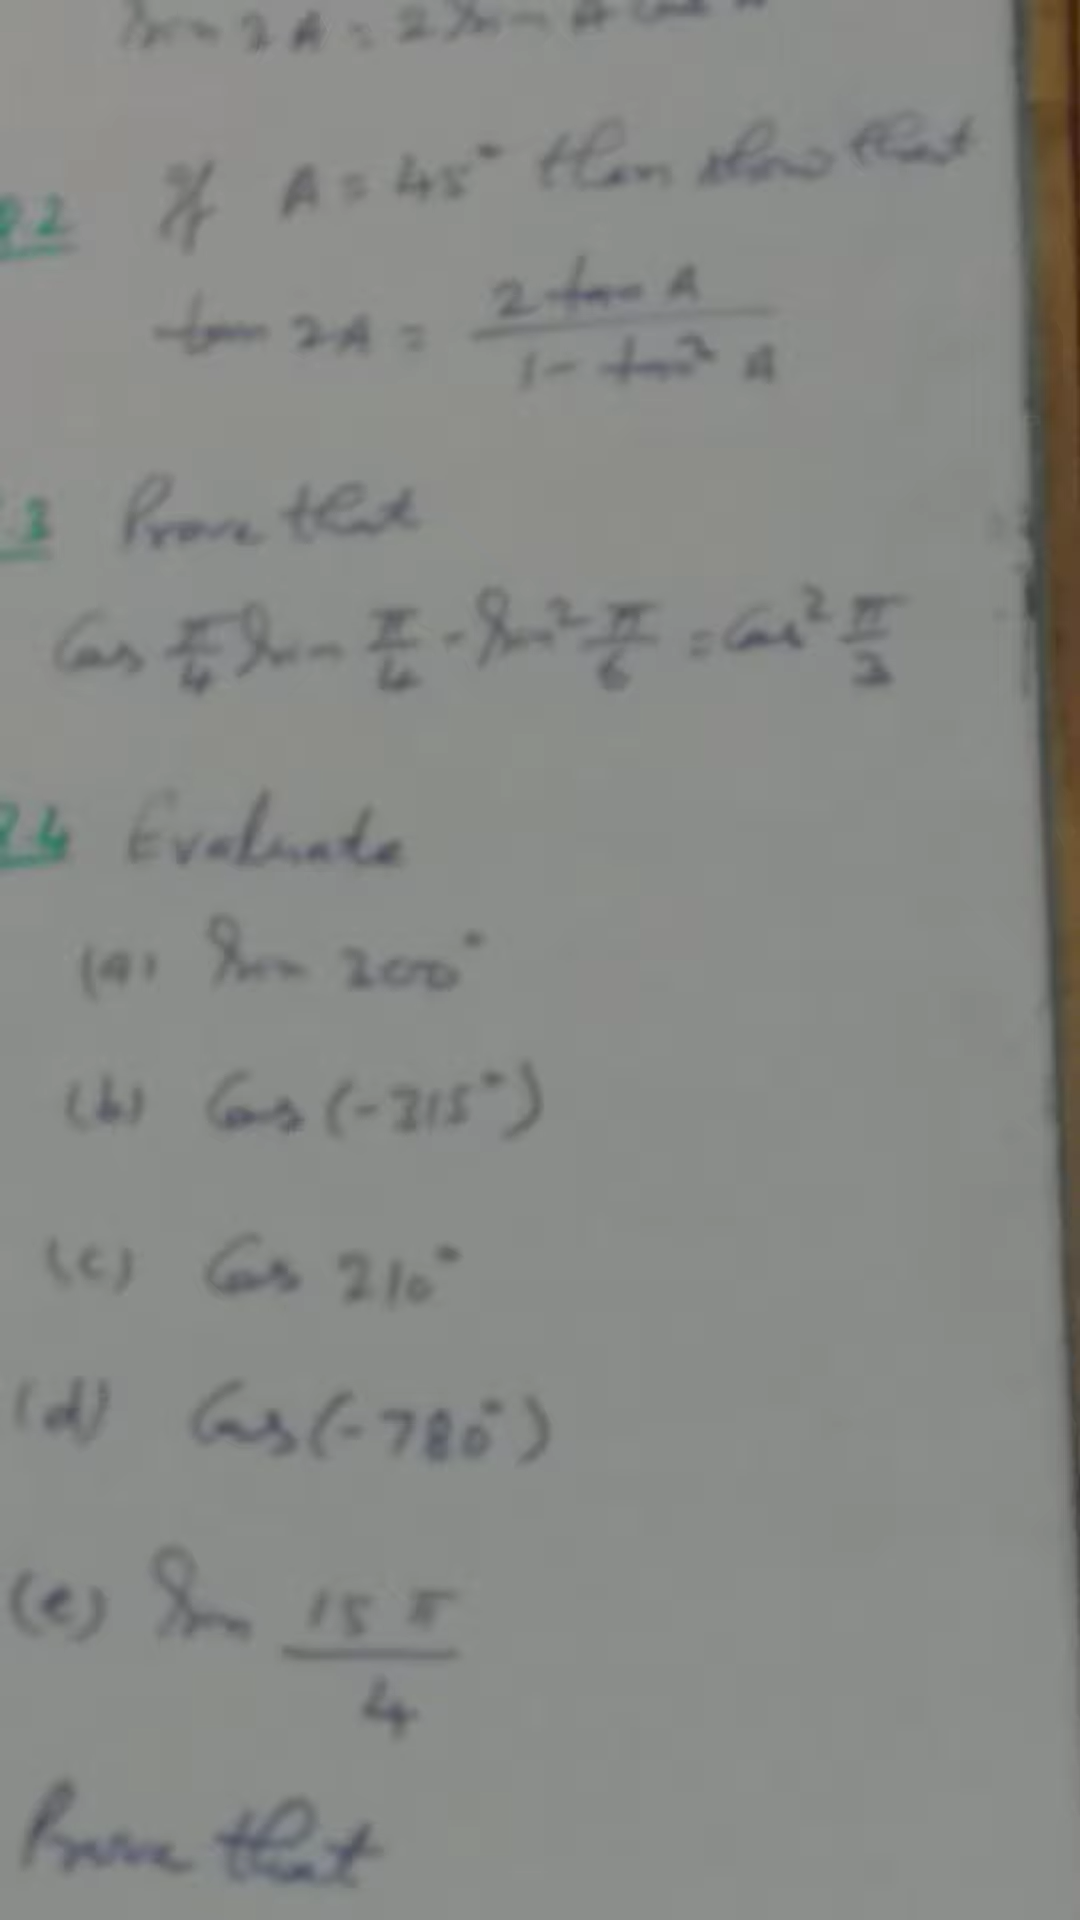 Sin 2A = 2 Sin A Cos A
Q.2 If A = 45° then show that
tan 2A = 2 tan A / 1 - tan² A
.3 Prove that
Cos π/4 Sin π/4 - Sin² π/6 = Cos² π/3
Q.4 Evaluate
(a) Sin 300°
(b) Cos (-315°)
(c) Cos 210°
(d) Cos (-780°)
(e) Sin 15π/4
Prove that